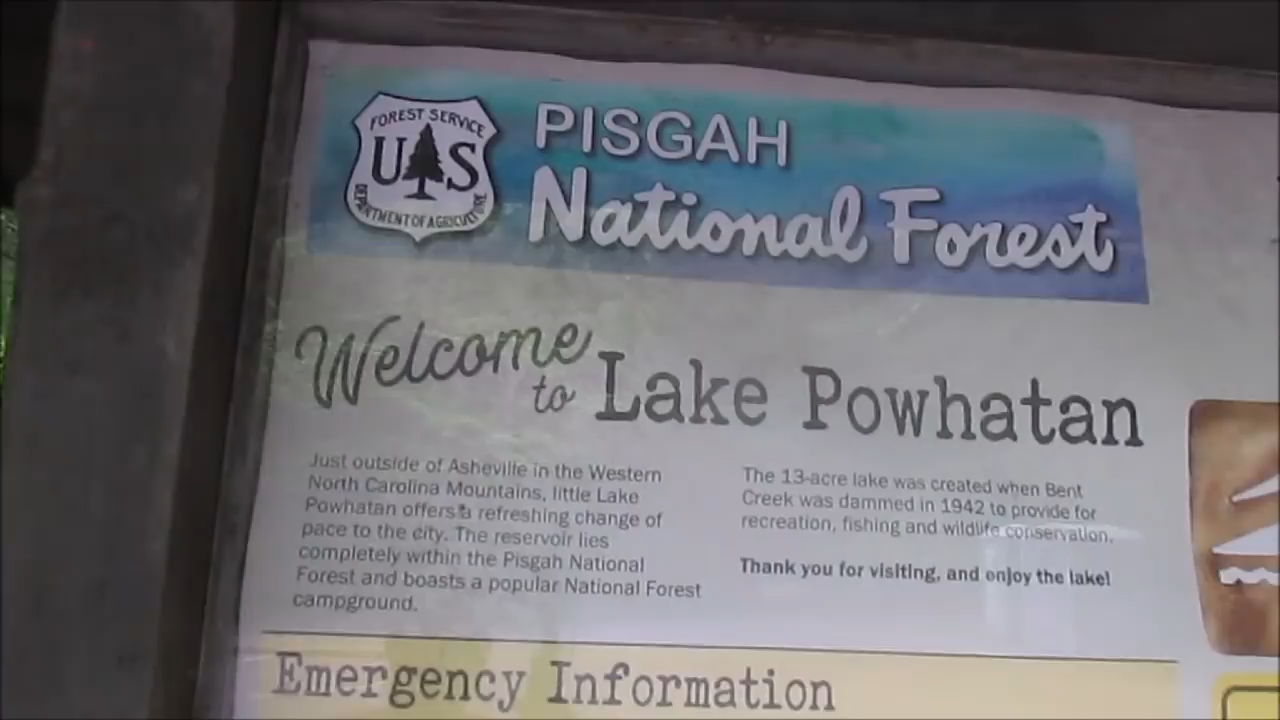 FOREST SERVICE
US
DEPARTMENT OF AGRICULTURE
PISGAH
National Forest
Welcome
to Lake Powhatan
Just outside of Asheville in the Western
North Carolina Mountains, little Lake
Powhatan offers a refreshing change of
pace to the city. The reservoir lies
completely within the Pisgah National
Forest and boasts a popular National Forest
campground.
The 13-acre lake was created when Bent
Creek was dammed in 1942 to provide for
recreation, fishing and wildlife conservation.
Thank you for visiting, and enjoy the lake!
Emergency Information